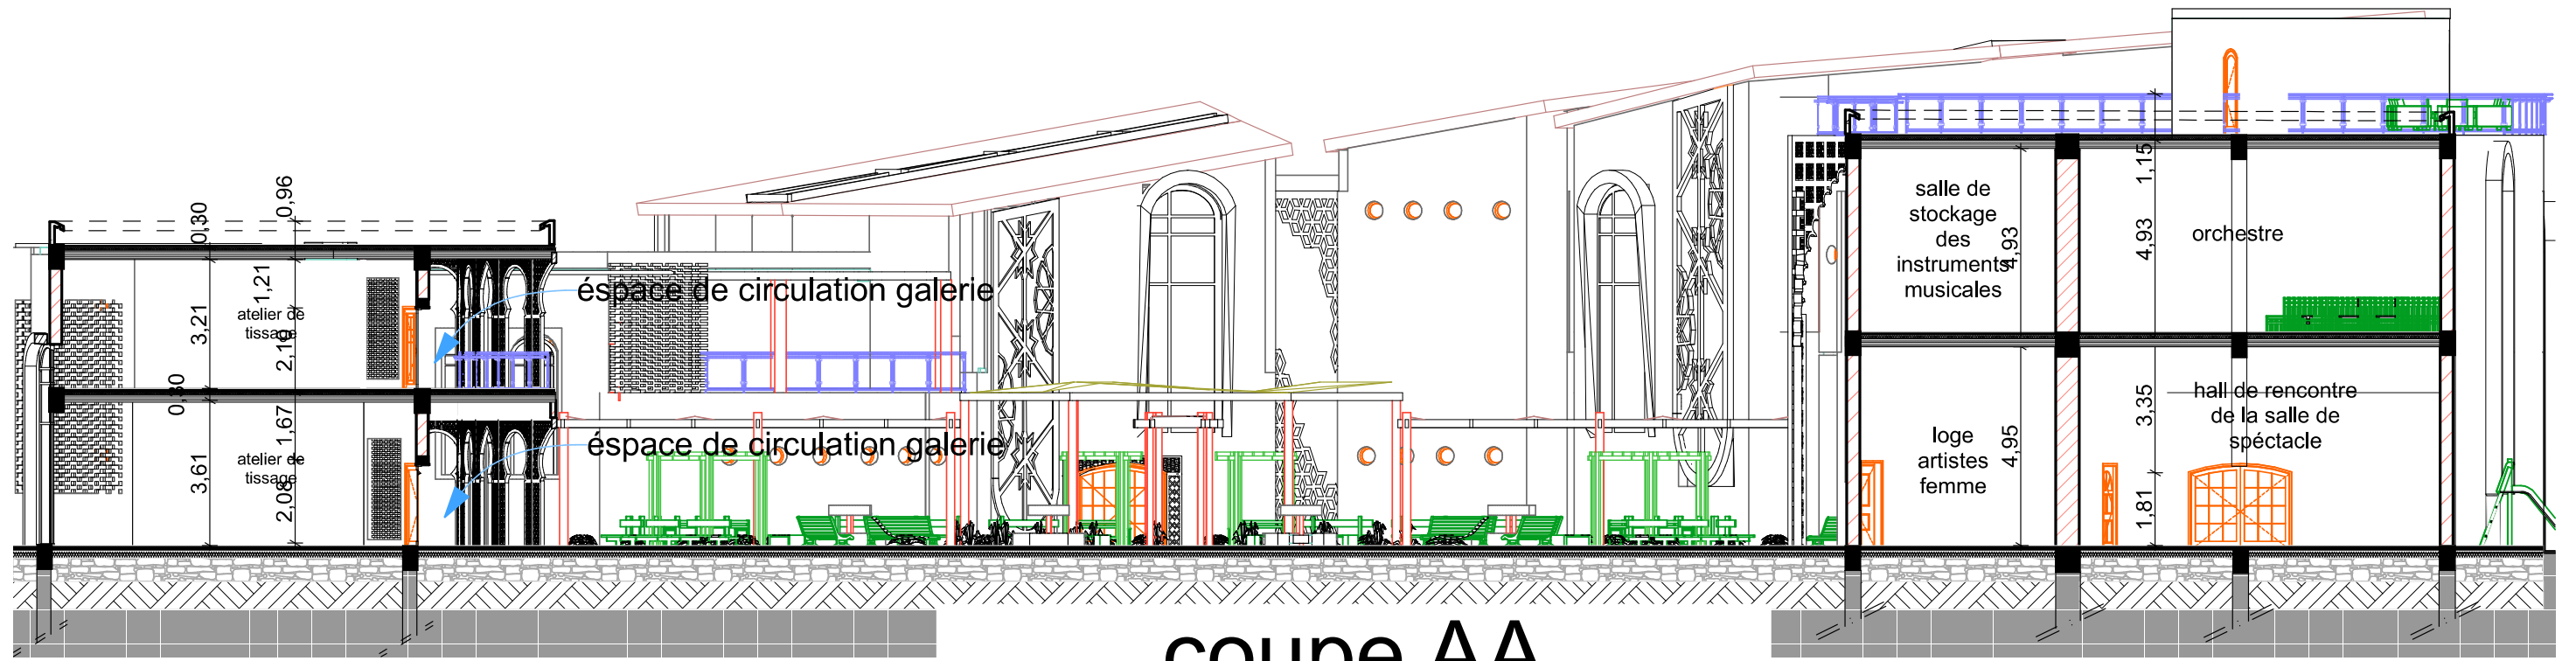 0,30
0,96
1,21
3,21
atelier de
tissage
2,10
éspace de circulation galerie
0,30
1,67
3,61
atelier de
tissage
2,08
éspace de circulation galerie
salle de
stockage
des
instruments
musicales
4,93
1,15
4,93
orchestre
loge
artistes
femme
4,95
3,35
1,81
hall de rencontre
de la salle de
spéctacle
coupe AA